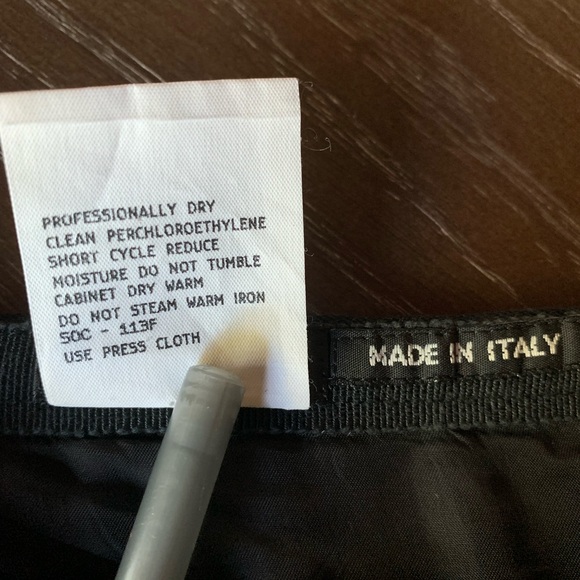 PROFESSIONALLY DRY
CLEAN PERCHLOROETHYLENE
SHORT CYCLE REDUCE
MOISTURE DO NOT TUMBLE
CABINET DRY WARM
DO NOT STEAM WARM IRON
50C - 113F
USE PRESS CLOTH
MADE IN ITALY